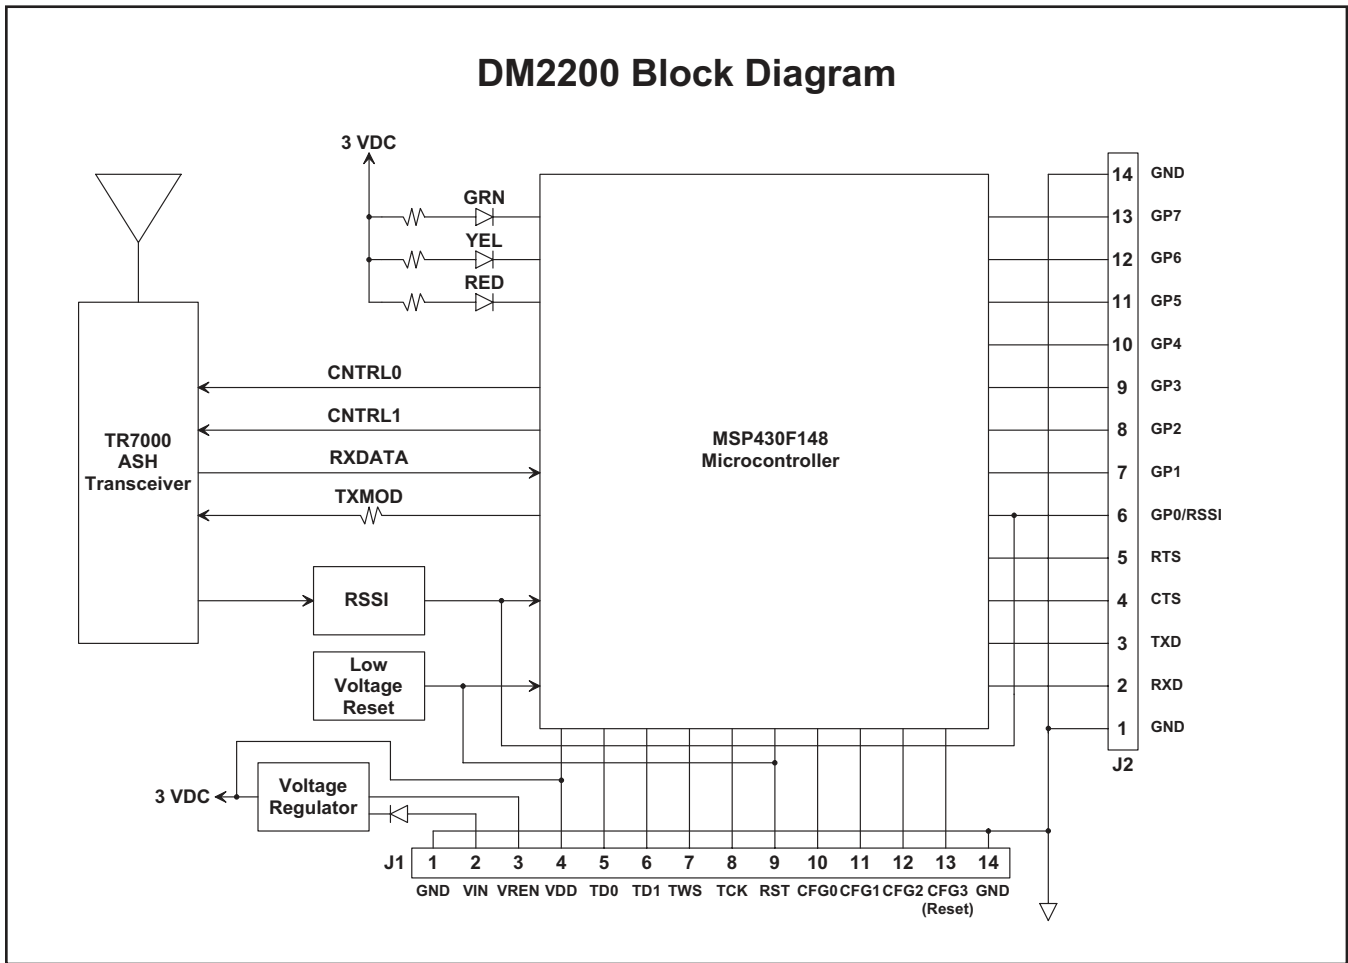 DM2200 Block Diagram
3 VDC
GRN
YEL
RED
CNTRL0
CNTRL1
RXDATA
TXMOD
TR7000
ASH
Transceiver
RSSI
Low
Voltage
Reset
MSP430F148
Microcontroller
14 GND
13 GP7
12 GP6
11 GP5
10 GP4
9 GP3
8 GP2
7 GP1
6 GP0/RSSI
5 RTS
4 CTS
3 TXD
2 RXD
1 GND
J2
3 VDC
Voltage
Regulator
J1 1 2 3 4 5 6 7 8 9 10 11 12 13 14
GND VIN VREN VDD TD0 TD1 TWS TCK RST CFG0 CFG1 CFG2 CFG3 GND
(Reset)